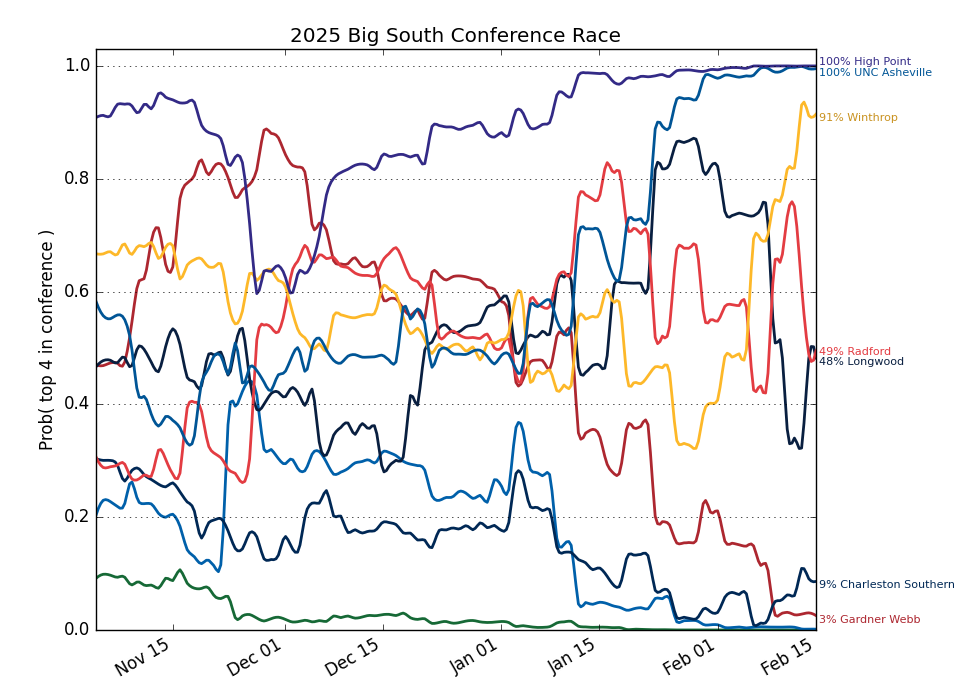 2025 Big South Conference Race
Prob( top 4 in conference )
1.0
0.8
0.6
0.4
0.2
0.0
Nov 15
Dec 01
Dec 15
Jan 01
Jan 15
Feb 01
Feb 15
100% High Point
100% UNC Asheville
91% Winthrop
49% Radford
48% Longwood
9% Charleston Southern
3% Gardner Webb